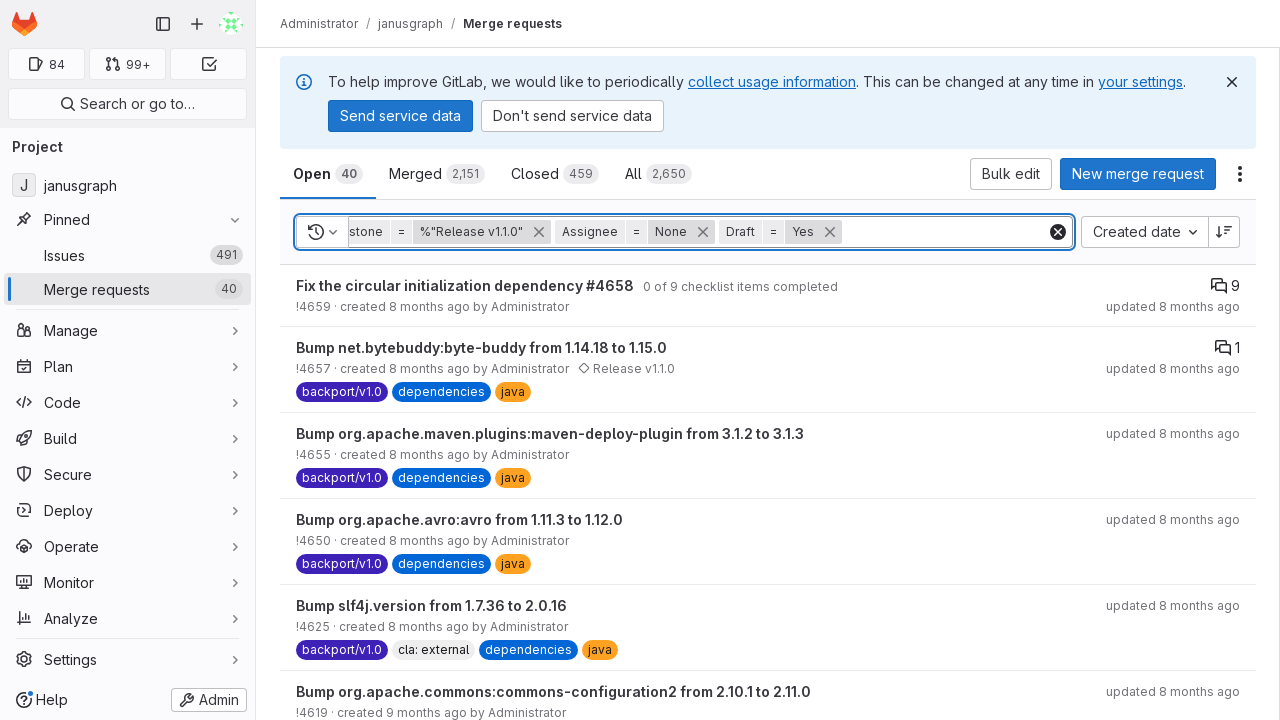 Administrator / janusgraph / Merge requests
84
99+
Search or go to…
Project
J janusgraph
Pinned
Issues 491
Merge requests 40
Manage
Plan
Code
Build
Secure
Deploy
Operate
Monitor
Analyze
Settings
Help
Admin
To help improve GitLab, we would like to periodically collect usage information. This can be changed at any time in your settings.
Send service data
Don't send service data
Open 40
Merged 2,151
Closed 459
All 2,650
Bulk edit
New merge request
stone = %"Release v1.1.0"
Assignee = None
Draft = Yes
Created date
Fix the circular initialization dependency #4658 0 of 9 checklist items completed
9
!4659 · created 8 months ago by Administrator
updated 8 months ago
Bump net.bytebuddy:byte-buddy from 1.14.18 to 1.15.0
1
!4657 · created 8 months ago by Administrator Release v1.1.0
updated 8 months ago
backport/v1.0 dependencies java
Bump org.apache.maven.plugins:maven-deploy-plugin from 3.1.2 to 3.1.3
updated 8 months ago
!4655 · created 8 months ago by Administrator
backport/v1.0 dependencies java
Bump org.apache.avro:avro from 1.11.3 to 1.12.0
updated 8 months ago
!4650 · created 8 months ago by Administrator
backport/v1.0 dependencies java
Bump slf4j.version from 1.7.36 to 2.0.16
updated 8 months ago
!4625 · created 8 months ago by Administrator
backport/v1.0 cla: external dependencies java
Bump org.apache.commons:commons-configuration2 from 2.10.1 to 2.11.0
updated 8 months ago
!4619 · created 9 months ago by Administrator